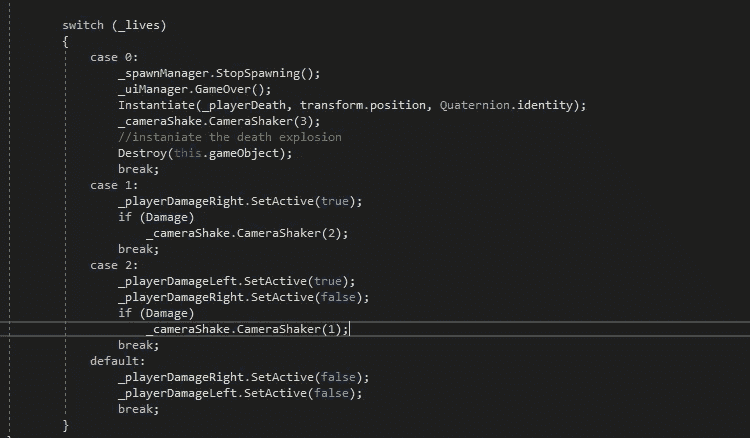 switch (_lives)
{
case 0:
_spawnManager.StopSpawning();
_uiManager.GameOver();
Instantiate(_playerDeath, transform.position, Quaternion.identity);
_cameraShake.CameraShaker(3);
//instaniate the death explosion
Destroy(this.gameObject);
break;
case 1:
_playerDamageRight.SetActive(true);
if (Damage)
_cameraShake.CameraShaker(2);
break;
case 2:
_playerDamageLeft.SetActive(true);
_playerDamageRight.SetActive(false);
if (Damage)
_cameraShake.CameraShaker(1);
break;
default:
_playerDamageRight.SetActive(false);
_playerDamageLeft.SetActive(false);
break;
}